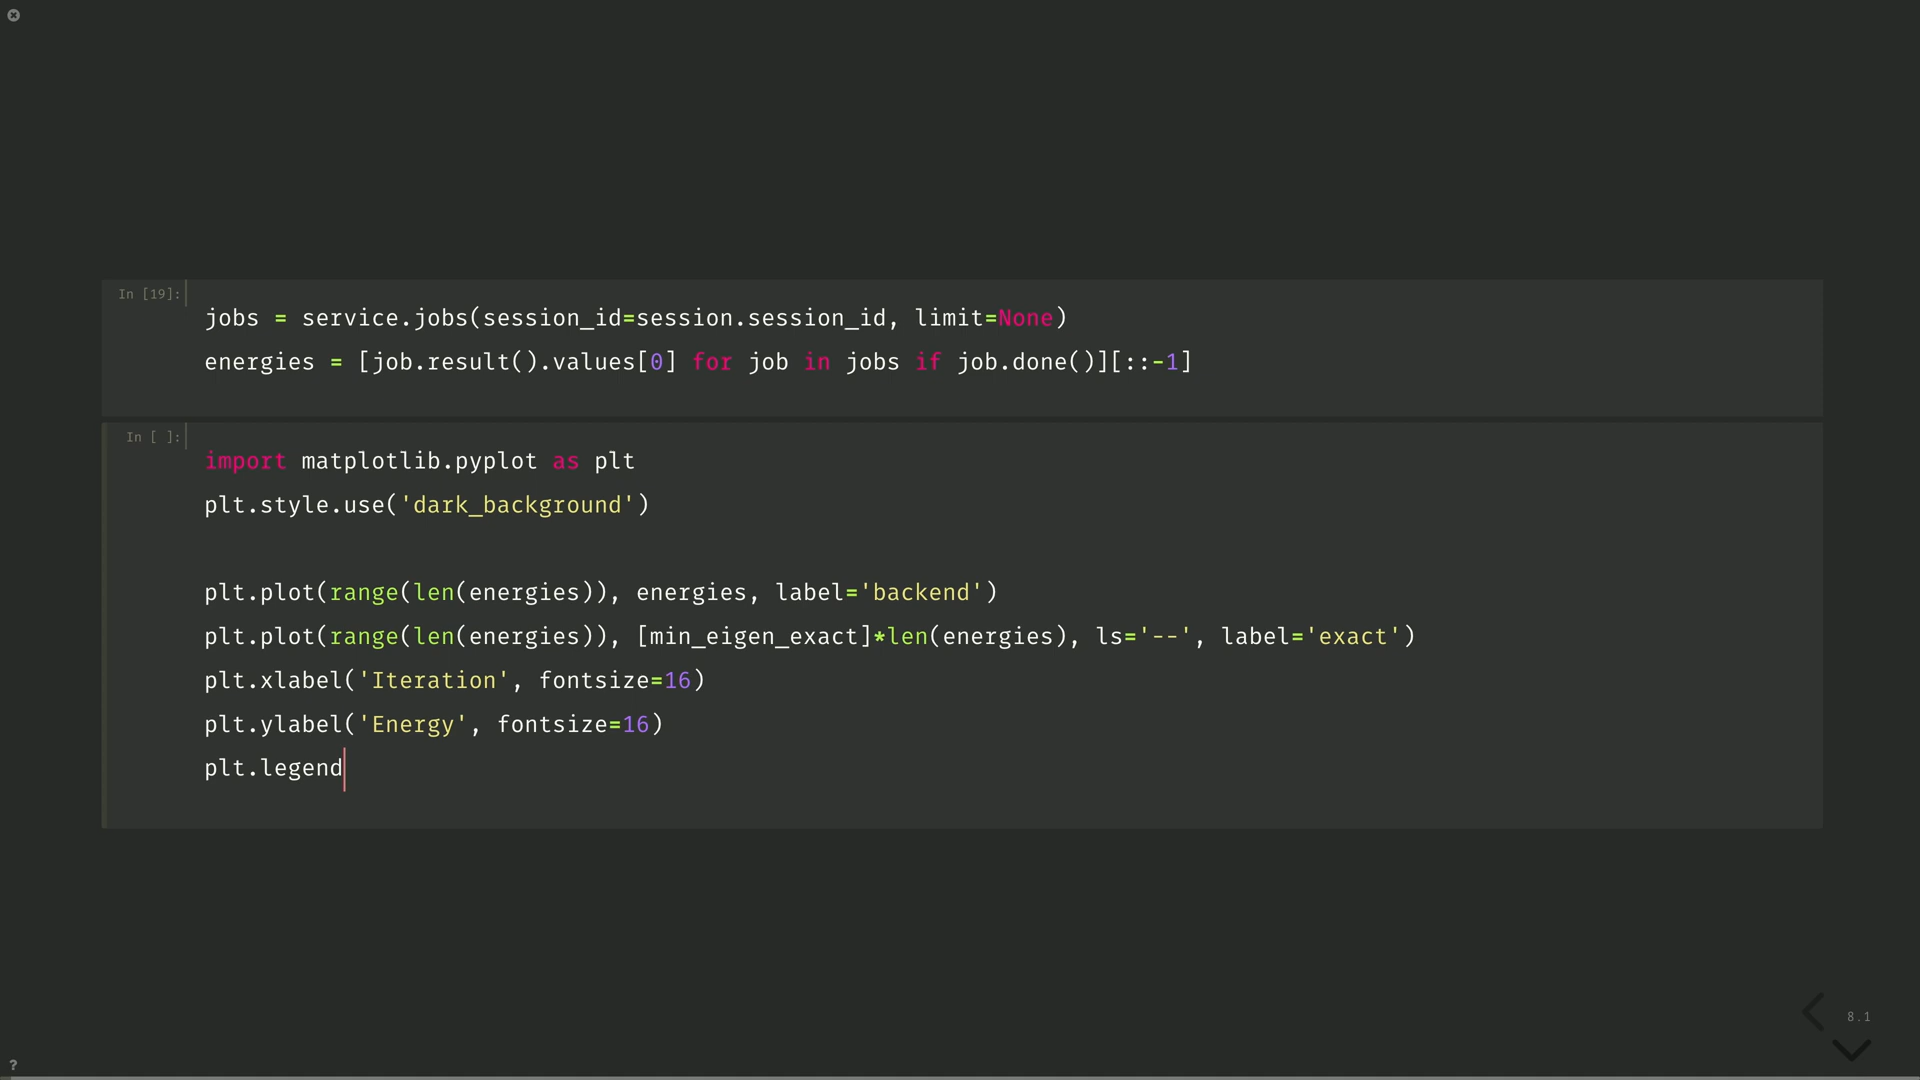 In [19]:
jobs = service.jobs(session_id=session.session_id, limit=None)
energies = [job.result().values[0] for job in jobs if job.done()][::-1]
In [ ]:
import matplotlib.pyplot as plt
plt.style.use('dark_background')
plt.plot(range(len(energies)), energies, label='backend')
plt.plot(range(len(energies)), [min_eigen_exact]*len(energies), ls='--', label='exact')
plt.xlabel('Iteration', fontsize=16)
plt.ylabel('Energy', fontsize=16)
plt.legend
8.1
?